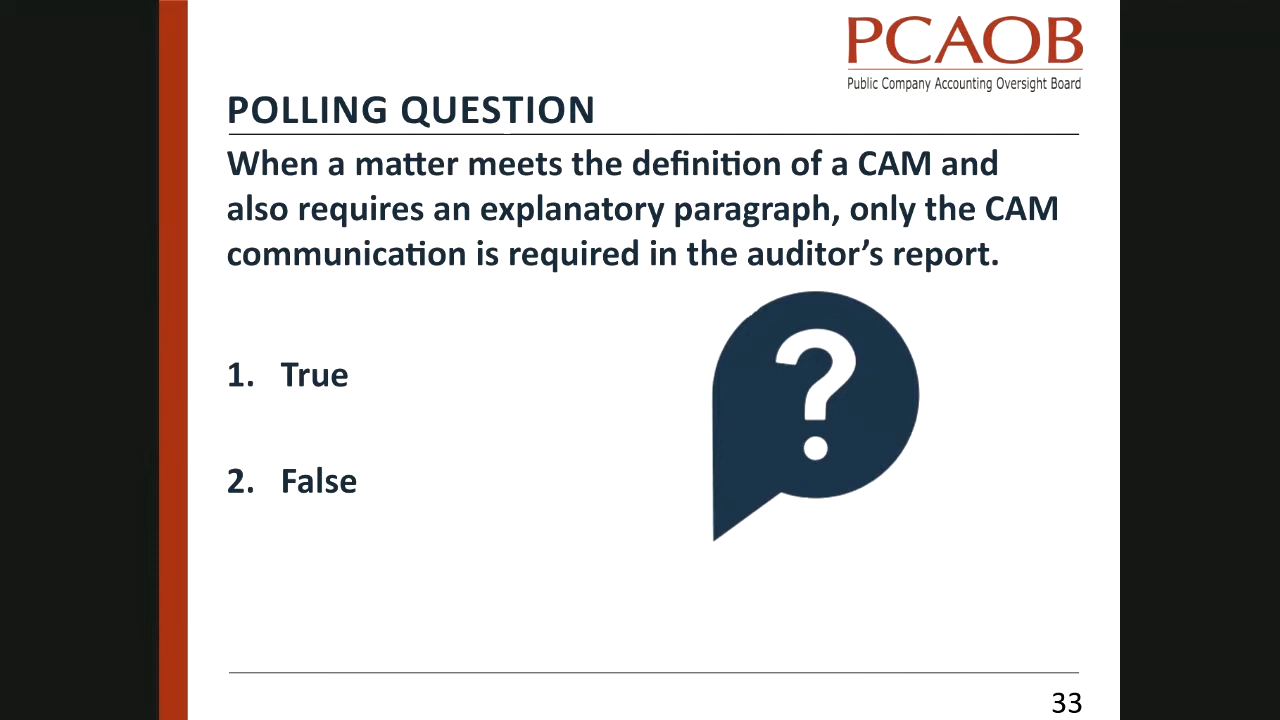 PCAOB
Public Company Accounting Oversight Board
POLLING QUESTION
When a matter meets the definition of a CAM and
also requires an explanatory paragraph, only the CAM
communication is required in the auditor’s report.
1. True
2. False
?
33